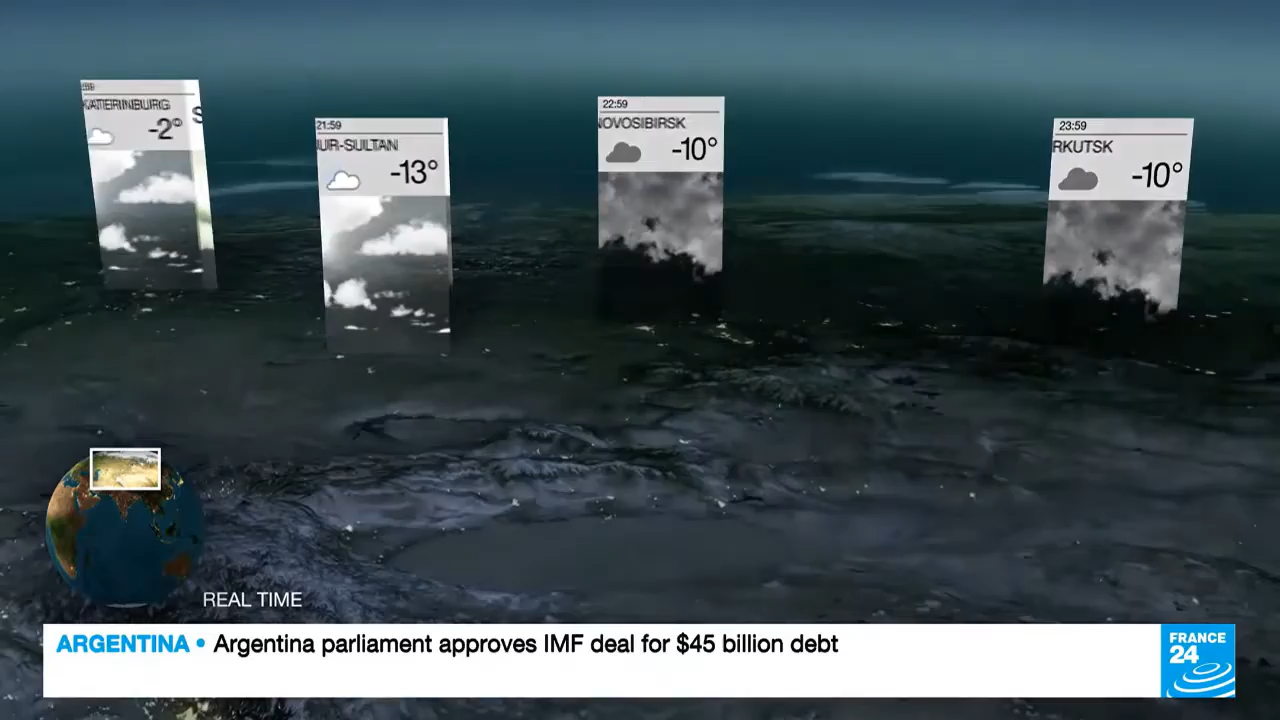 KATERINBURG
-2°
21:59
UR-SULTAN
-13°
22:59
NOVOSIBIRSK
-10°
23:59
RKUTSK
-10°
REAL TIME
ARGENTINA • Argentina parliament approves IMF deal for $45 billion debt
FRANCE
24